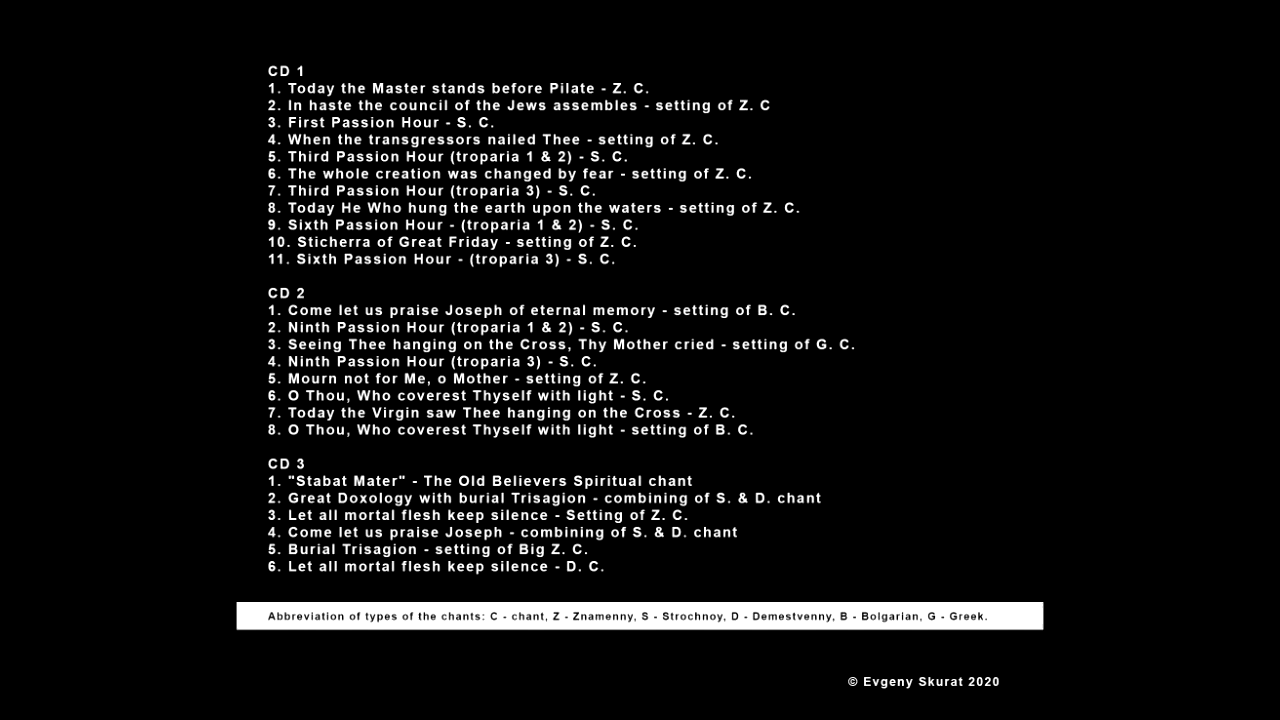 CD 1
1. Today the Master stands before Pilate - Z. C.
2. In haste the council of the Jews assembles - setting of Z. C
3. First Passion Hour - S. C.
4. When the transgressors nailed Thee - setting of Z. C.
5. Third Passion Hour (troparia 1 & 2) - S. C.
6. The whole creation was changed by fear - setting of Z. C.
7. Third Passion Hour (troparia 3) - S. C.
8. Today He Who hung the earth upon the waters - setting of Z. C.
9. Sixth Passion Hour - (troparia 1 & 2) - S. C.
10. Sticherra of Great Friday - setting of Z. C.
11. Sixth Passion Hour - (troparia 3) - S. C.
CD 2
1. Come let us praise Joseph of eternal memory - setting of B. C.
2. Ninth Passion Hour (troparia 1 & 2) - S. C.
3. Seeing Thee hanging on the Cross, Thy Mother cried - setting of G. C.
4. Ninth Passion Hour (troparia 3) - S. C.
5. Mourn not for Me, o Mother - setting of Z. C.
6. O Thou, Who coverest Thyself with light - S. C.
7. Today the Virgin saw Thee hanging on the Cross - Z. C.
8. O Thou, Who coverest Thyself with light - setting of B. C.
CD 3
1. "Stabat Mater" - The Old Believers Spiritual chant
2. Great Doxology with burial Trisagion - combining of S. & D. chant
3. Let all mortal flesh keep silence - Setting of Z. C.
4. Come let us praise Joseph - combining of S. & D. chant
5. Burial Trisagion - setting of Big Z. C.
6. Let all mortal flesh keep silence - D. C.
Abbreviation of types of the chants: C - chant, Z - Znamenny, S - Strochnoy, D - Demestvenny, B - Bolgarian, G - Greek.
© Evgeny Skurat 2020